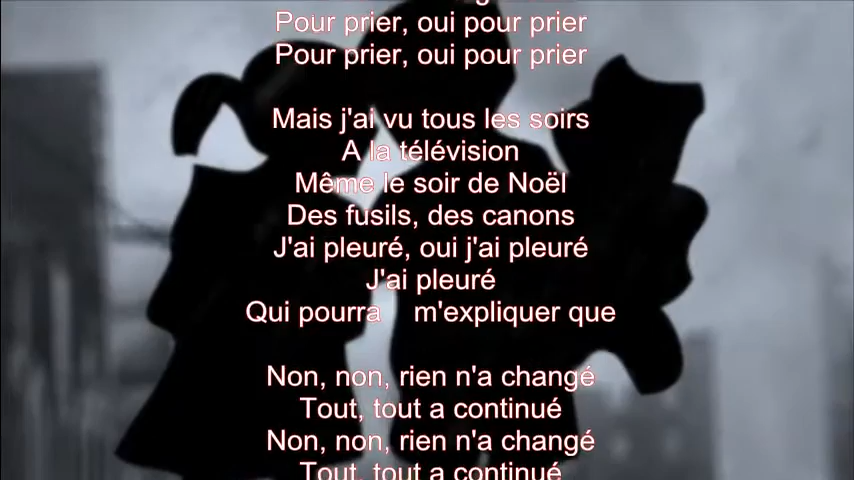 Pour prier, oui pour prier
Pour prier, oui pour prier
Mais j'ai vu tous les soirs
A la télévision
Même le soir de Noël
Des fusils, des canons
J'ai pleuré, oui j'ai pleuré
J'ai pleuré
Qui pourra m'expliquer que
Non, non, rien n'a changé
Tout, tout a continué
Non, non, rien n'a changé
Tout, tout a continué